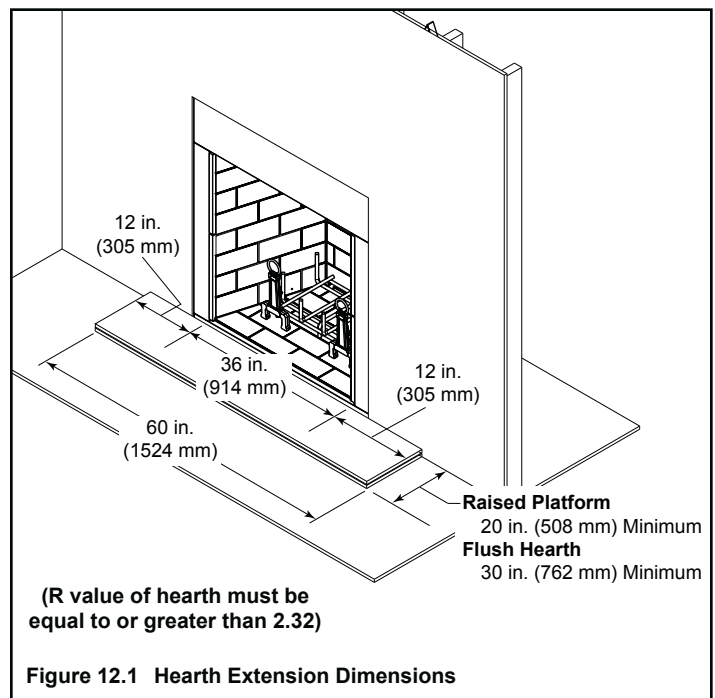 12 in.
(305 mm)
36 in.
(914 mm)
12 in.
(305 mm)
60 in.
(1524 mm)
Raised Platform
20 in. (508 mm) Minimum
Flush Hearth
30 in. (762 mm) Minimum
(R value of hearth must be
equal to or greater than 2.32)
Figure 12.1 Hearth Extension Dimensions